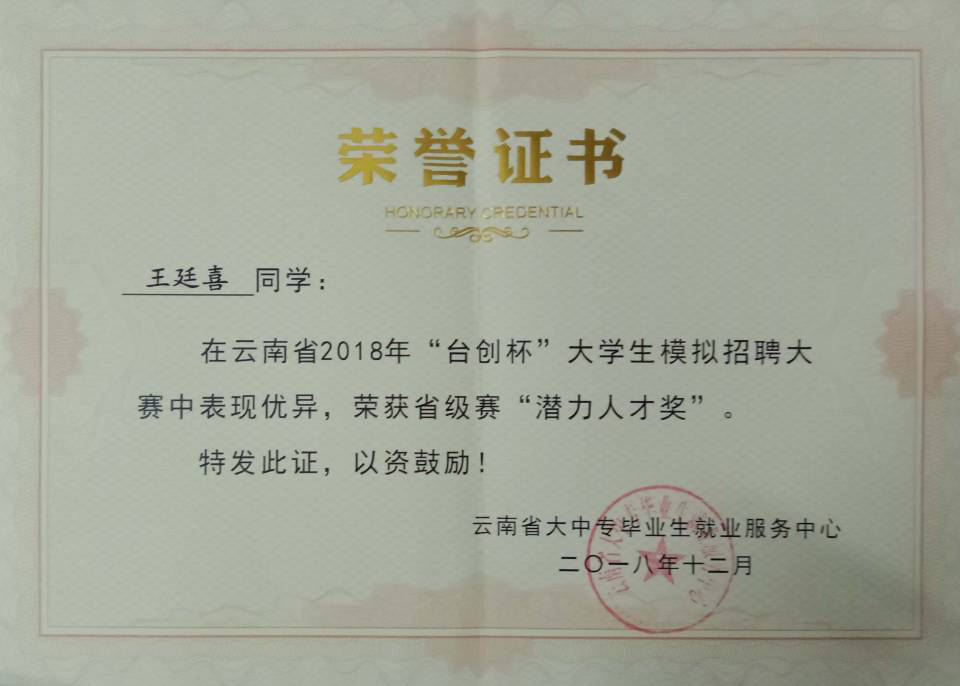 荣誉证书
HONORARY CREDENTIAL
王廷喜 同学：
在云南省2018年“台创杯”大学生模拟招聘大
赛中表现优异，荣获省级赛“潜力人才奖”。
特发此证，以资鼓励！
云南省大中专毕业生就业服务中心
二〇一八年十二月